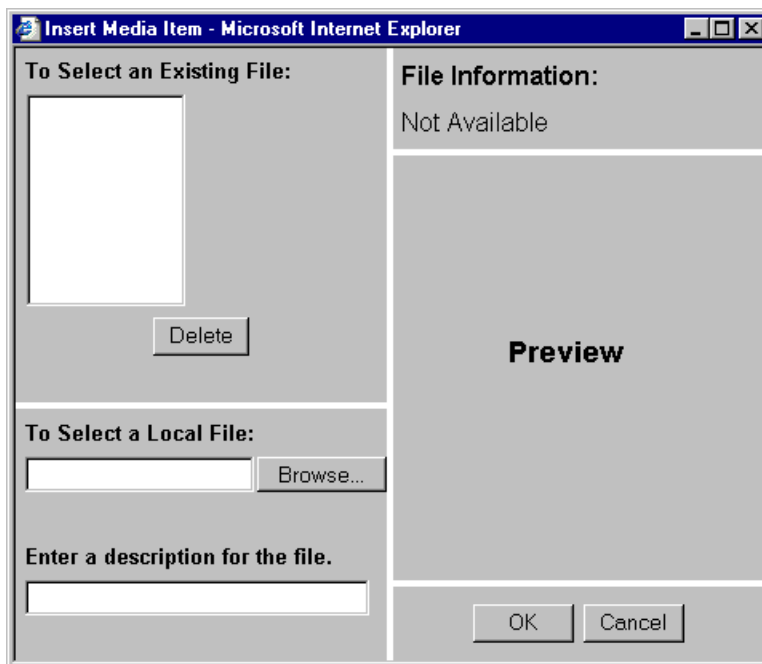 Insert Media Item - Microsoft Internet Explorer
To Select an Existing File:
Delete
To Select a Local File:
Browse...
Enter a description for the file.
File Information:
Not Available
Preview
OK
Cancel